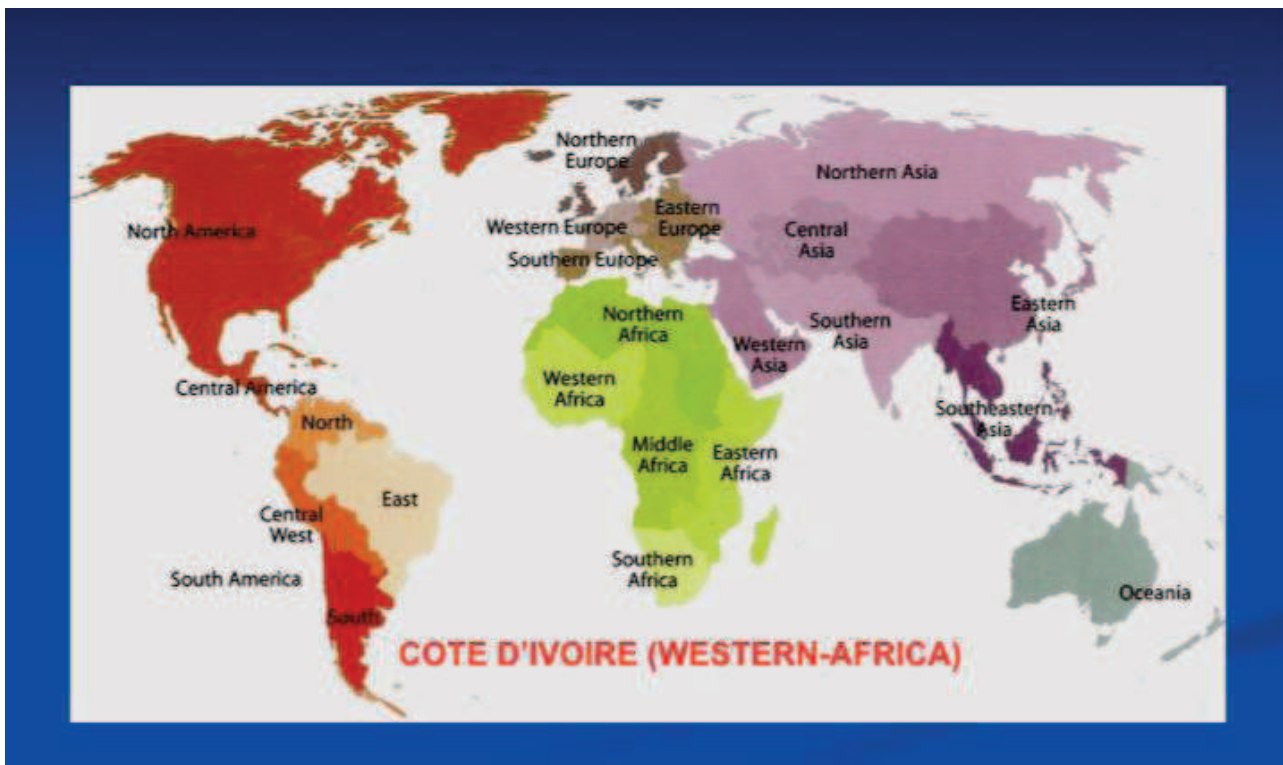 Northern
Europe
Northern Asia
North America
Western Europe
Eastern
Europe
Central
Asia
Southern Europe
Northern
Africa
Eastern
Asia
Southern
Asia
Western
Asia
Western
Africa
Central America
North
Southeastern
Asia
Middle
Africa
Eastern
Africa
East
Central
West
Southern
Africa
South America
Oceania
South
COTE D'IVOIRE (WESTERN-AFRICA)